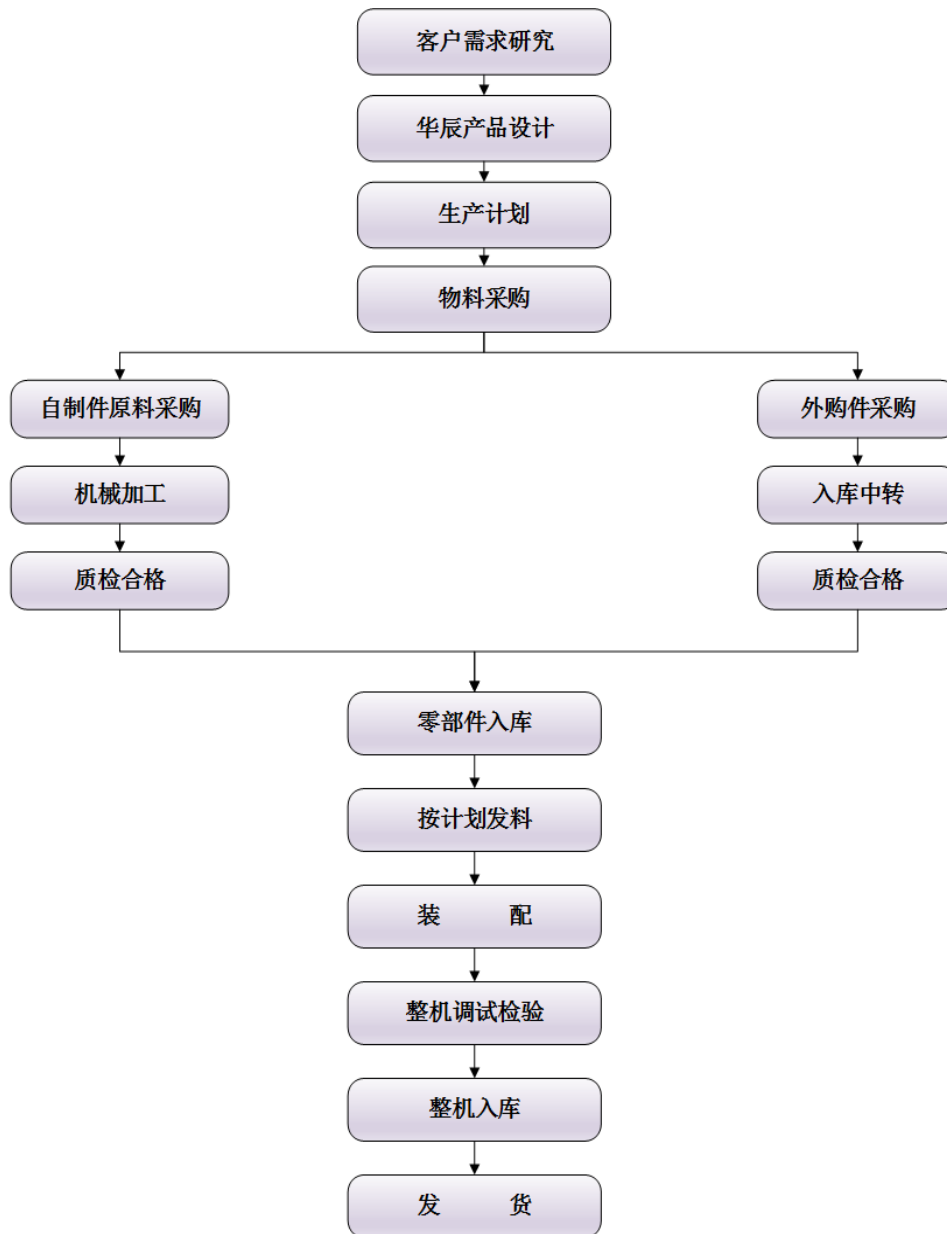 客户需求研究
华辰产品设计
生产计划
物料采购
自制件原料采购
外购件采购
机械加工
入库中转
质检合格
质检合格
零部件入库
按计划发料
装 配
整机调试检验
整机入库
发 货